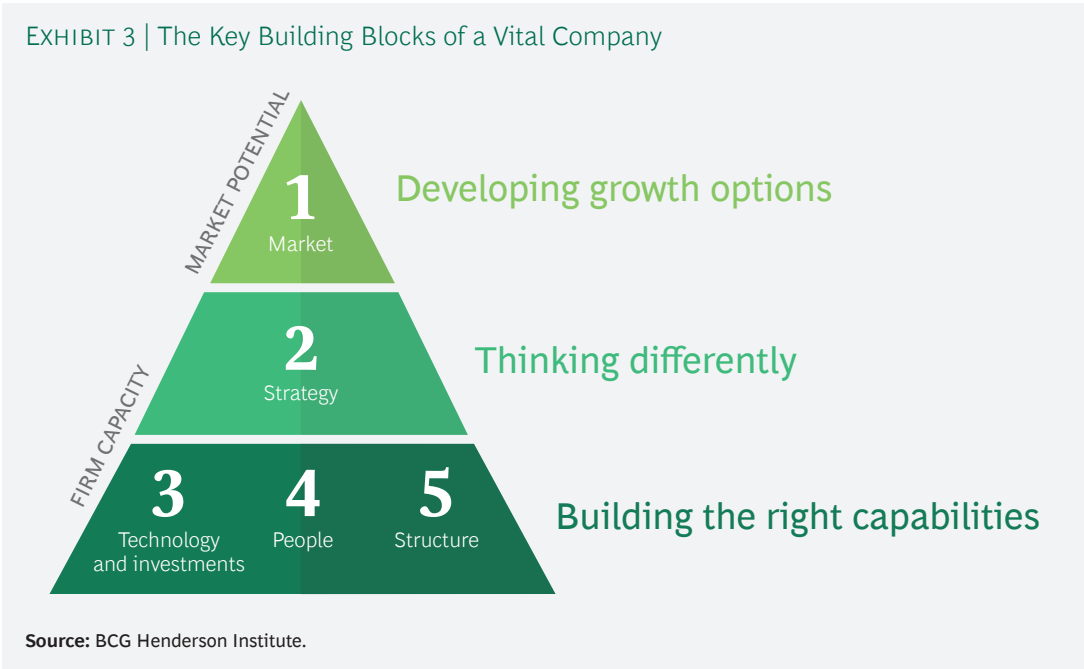 EXHIBIT 3 | The Key Building Blocks of a Vital Company
MARKET POTENTIAL
1
Market
Developing growth options
FIRM CAPACITY
2
Strategy
Thinking differently
3
Technology
and investments
4
People
5
Structure
Building the right capabilities
Source: BCG Henderson Institute.